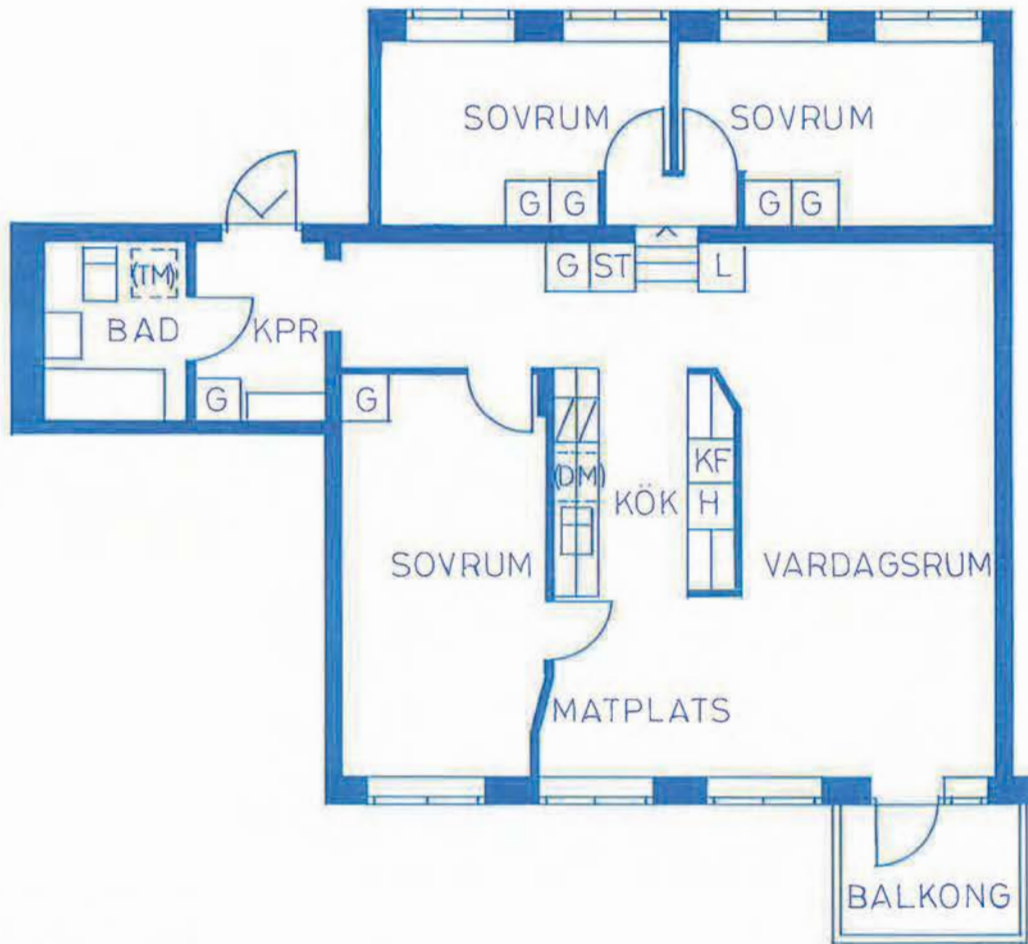 SOVRUM SOVRUM
G G G G
G ST L
(TM)
BAD KPR
G G
KF
(DM) KÖK H
SOVRUM VARDAGSRUM
MATPLATS
BALKONG